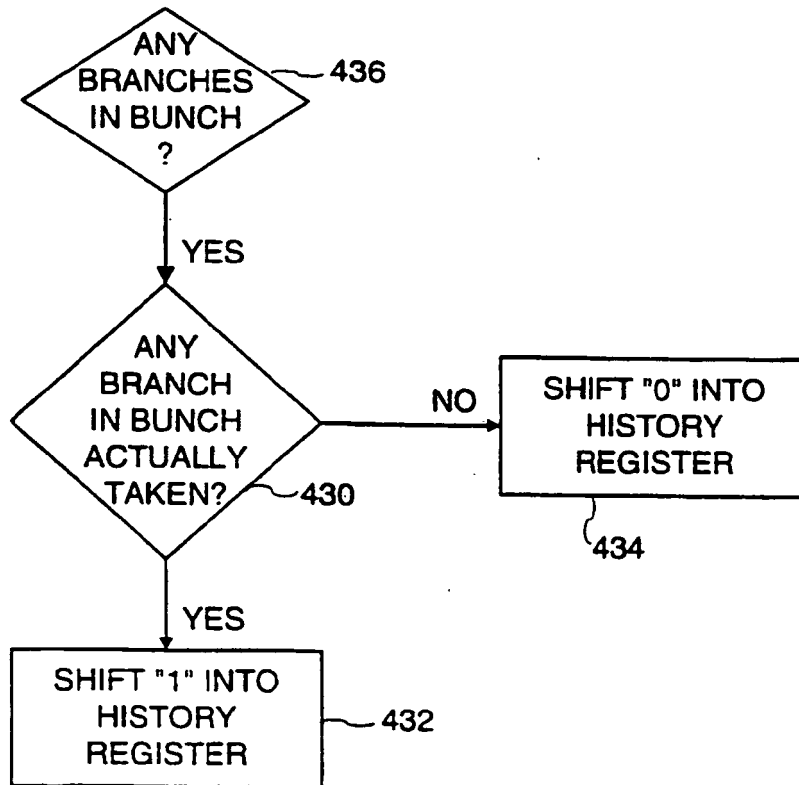 ANY
BRANCHES
IN BUNCH
?
436
YES
ANY
BRANCH
IN BUNCH
ACTUALLY
TAKEN?
430
NO
SHIFT "0" INTO
HISTORY
REGISTER
434
YES
SHIFT "1" INTO
HISTORY
REGISTER
432